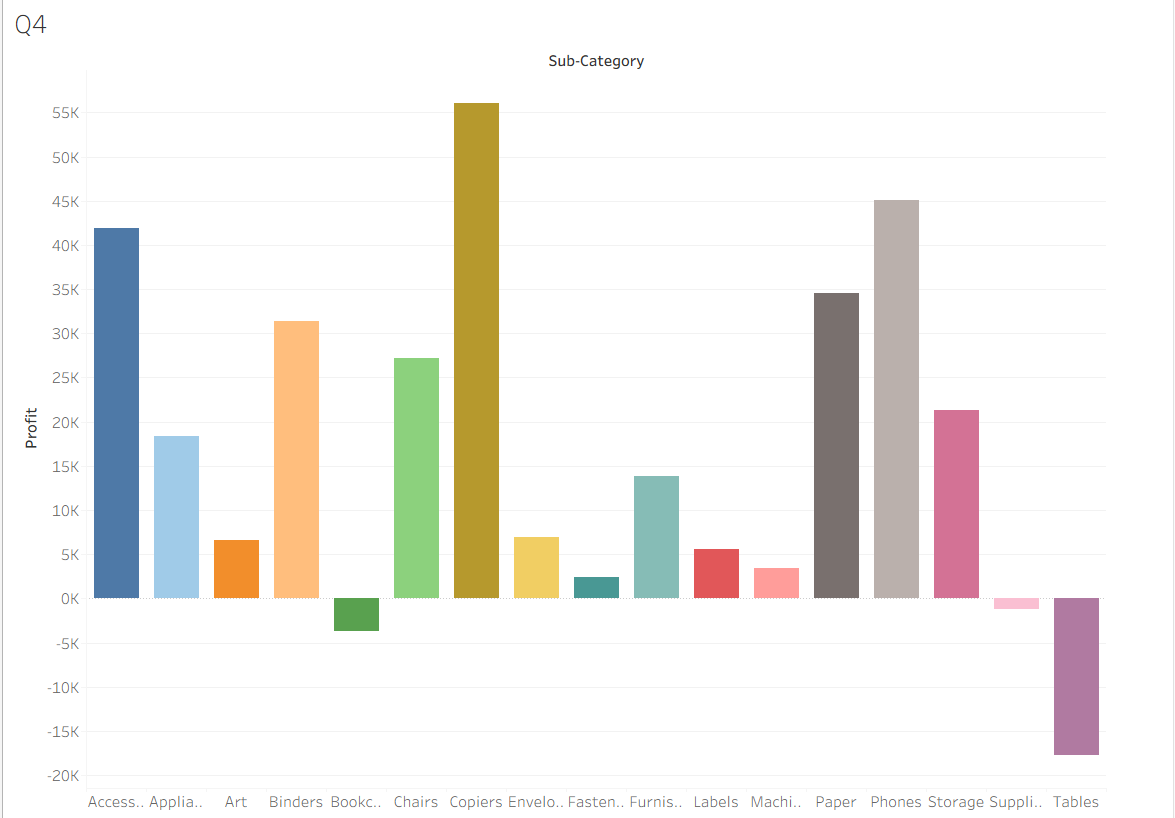 Q4
Sub-Category
55K
50K
45K
40K
35K
30K
25K
20K
15K
10K
5K
0K
-5K
-10K
-15K
-20K
Profit
Access.. Applia.. Art Binders Bookc.. Chairs Copiers Envelo.. Fasten.. Furnis.. Labels Machi.. Paper Phones Storage Suppli.. Tables